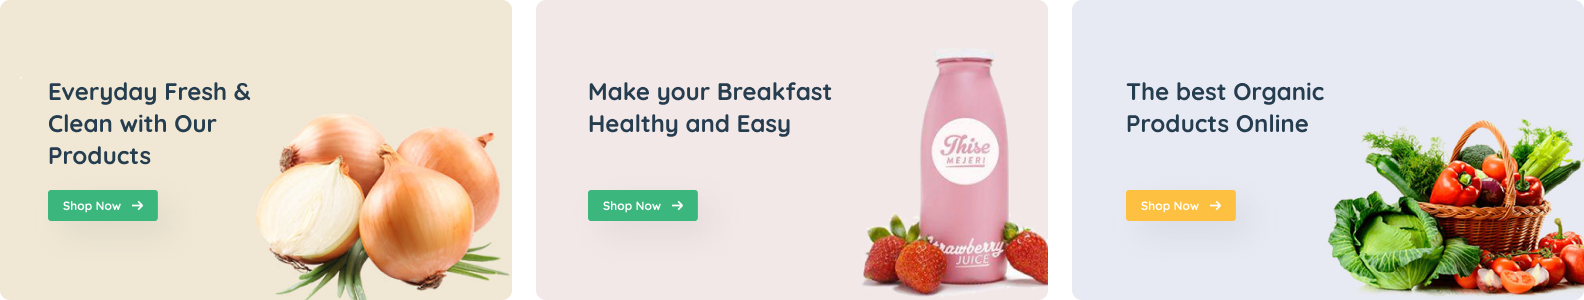 Everyday Fresh &
Clean with Our
Products
Shop Now
Make your Breakfast
Healthy and Easy
Shop Now
Thise
MEJERI
Strawberry
JUICE
The best Organic
Products Online
Shop Now